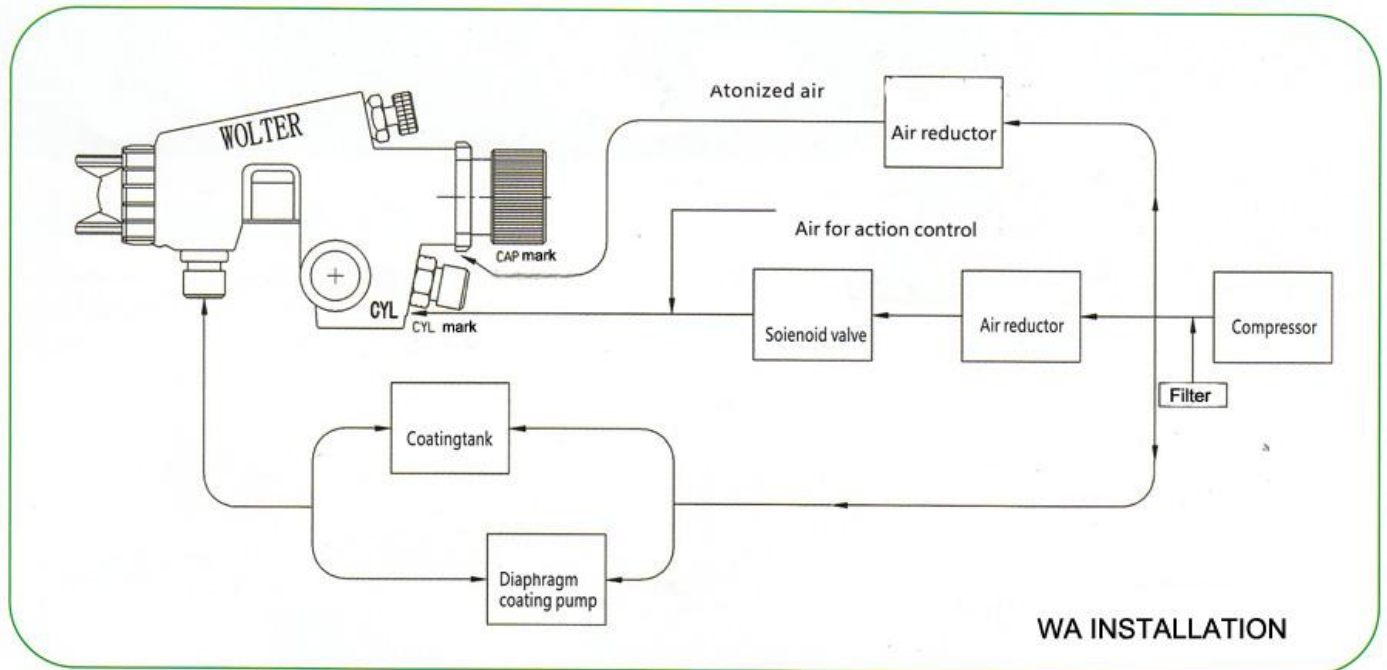 Atonized air
Air reductor
WOLTER
Air for action control
CAP mark
CYL
CYL mark
Soienoid valve
Air reductor
Compressor
Filter
Coatingtank
Diaphragm
coating pump
WA INSTALLATION